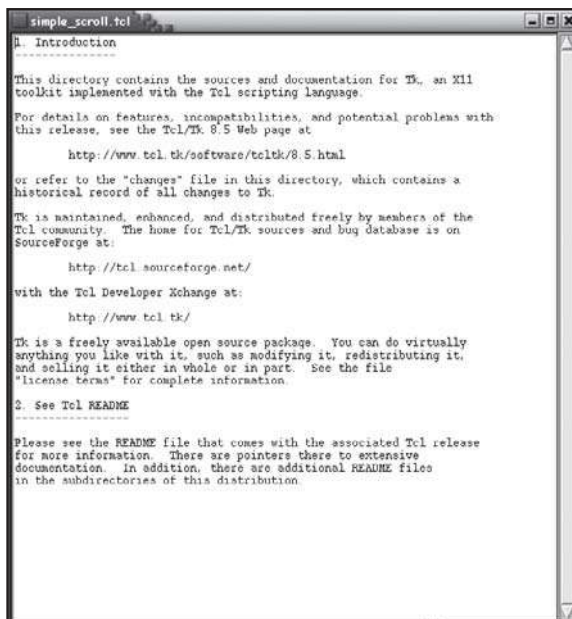 simple_scroll.tcl
1. Introduction
---------------
This directory contains the sources and documentation for Tk, an X11
toolkit implemented with the Tcl scripting language.
For details on features, incompatibilities, and potential problems with
this release, see the Tcl/Tk 8.5 Web page at
http://www.tcl.tk/software/tcltk/8.5.html
or refer to the "changes" file in this directory, which contains a
historical record of all changes to Tk.
Tk is maintained, enhanced, and distributed freely by members of the
Tcl community.  The home for Tcl/Tk sources and bug database is on
SourceForge at:
http://tcl.sourceforge.net/
with the Tcl Developer Xchange at:
http://www.tcl.tk/
Tk is a freely available open source package.  You can do virtually
anything you like with it, such as modifying it, redistributing it,
and selling it either in whole or in part.  See the file
"license.terms" for complete information.
2. See Tcl README
-----------------
Please see the README file that comes with the associated Tcl release
for more information.  There are pointers there to extensive
documentation.  In addition, there are additional README files
in the subdirectories of this distribution.